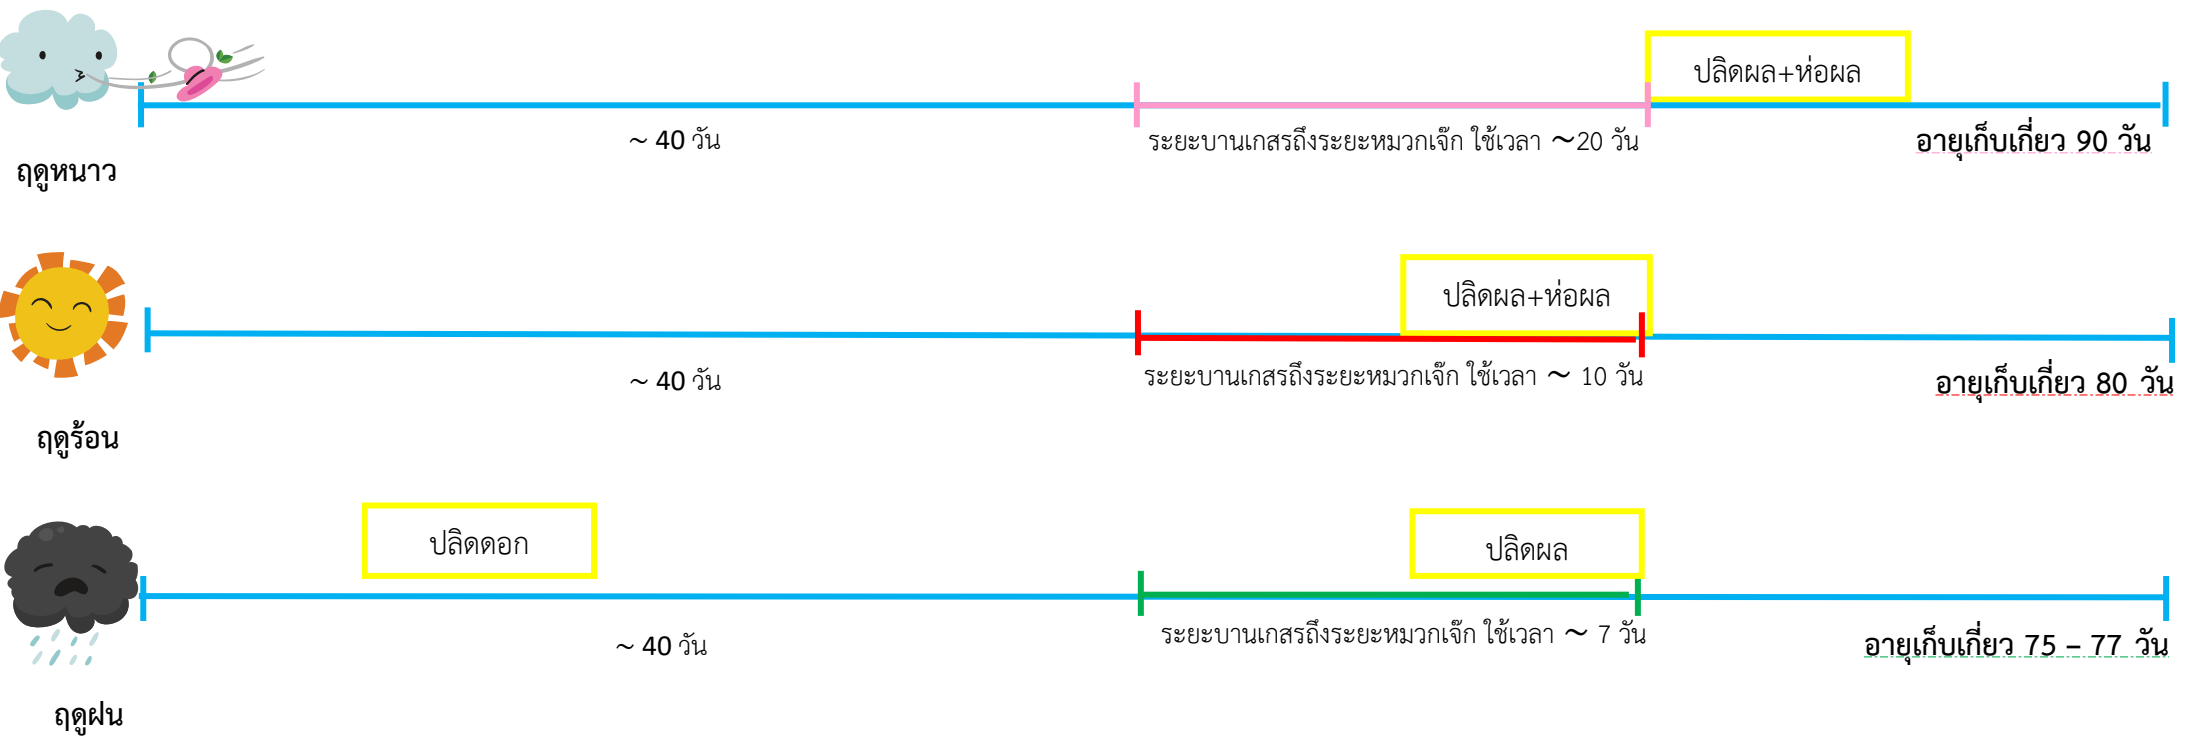 ปลิดผล+ห่อผล
~ 40 วัน
ระยะบานเกสรถึงระยะหมวกเจ๊ก ใช้เวลา ~20 วัน
อายุเก็บเกี่ยว 90 วัน
ฤดูหนาว
ปลิดผล+ห่อผล
~ 40 วัน
ระยะบานเกสรถึงระยะหมวกเจ๊ก ใช้เวลา ~ 10 วัน
อายุเก็บเกี่ยว 80 วัน
ฤดูร้อน
ปลิดดอก
ปลิดผล
~ 40 วัน
ระยะบานเกสรถึงระยะหมวกเจ๊ก ใช้เวลา ~ 7 วัน
อายุเก็บเกี่ยว 75 – 77 วัน
ฤดูฝน